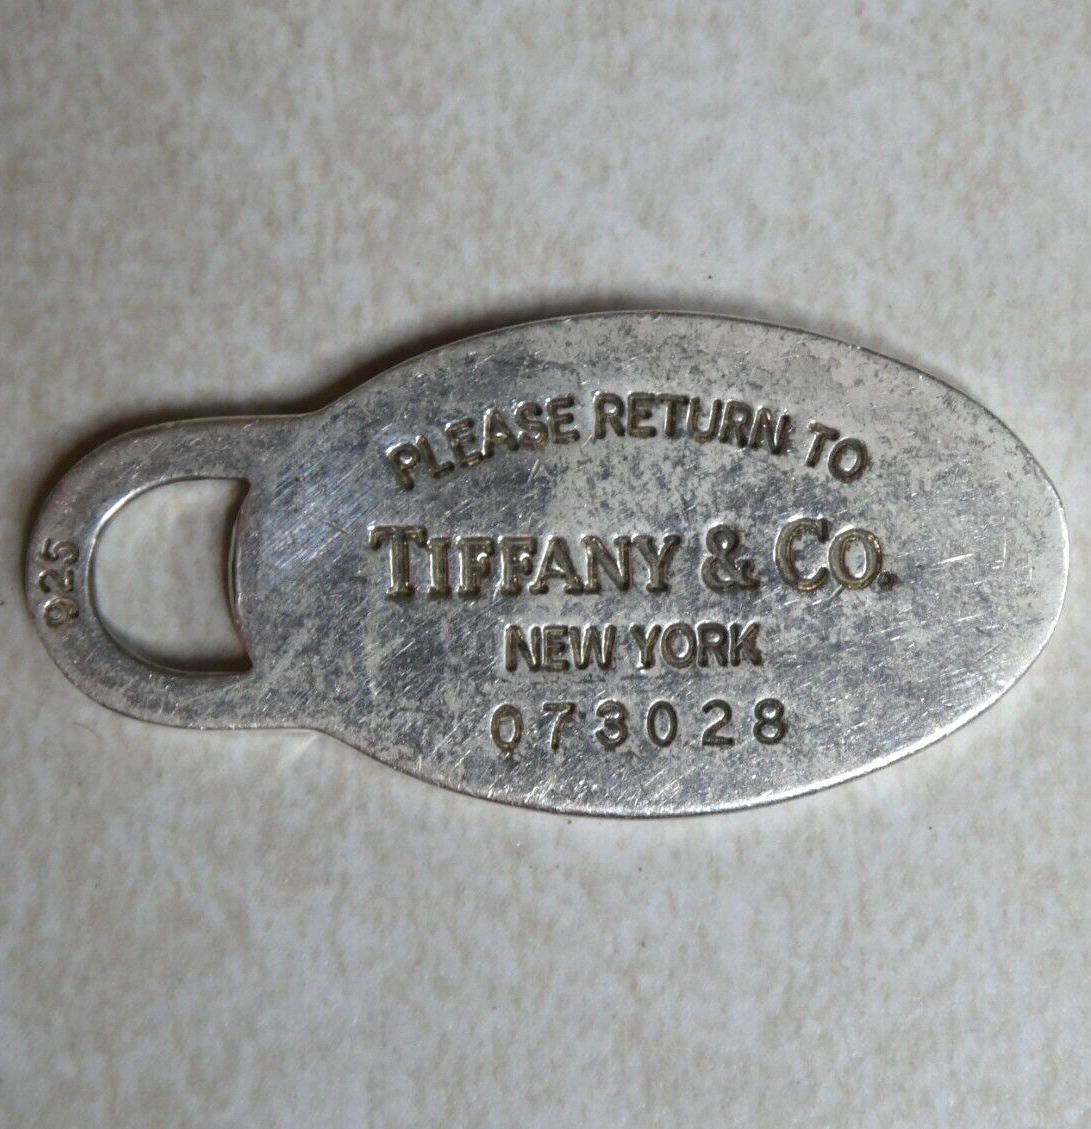 PLEASE RETURN TO
TIFFANY & CO.
NEW YORK
073028
925